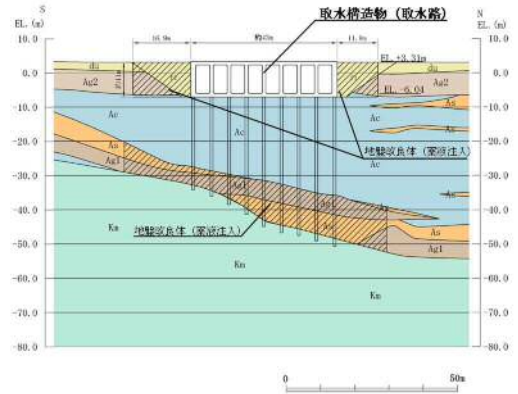 取水構造物（取水路）
S
N
EL.(m)
EL.(m)
16.9m
約43m
11.8m
EL.+3.31m
10.0
0.0
-10.0
-20.0
-30.0
-40.0
-50.0
-60.0
-70.0
-80.0
10.0
0.0
-10.0
-20.0
-30.0
-40.0
-50.0
-60.0
-70.0
-80.0
du
du
Ag2
Ag2
EL.-6.04
As
Ac
Ac
As
地盤改良体（薬液注入）
Ac
As
Ag1
Ag1
As
Ag1
As
As
As
Ag1
地盤改良体（薬液注入）
Km
Km
Km
0
50m